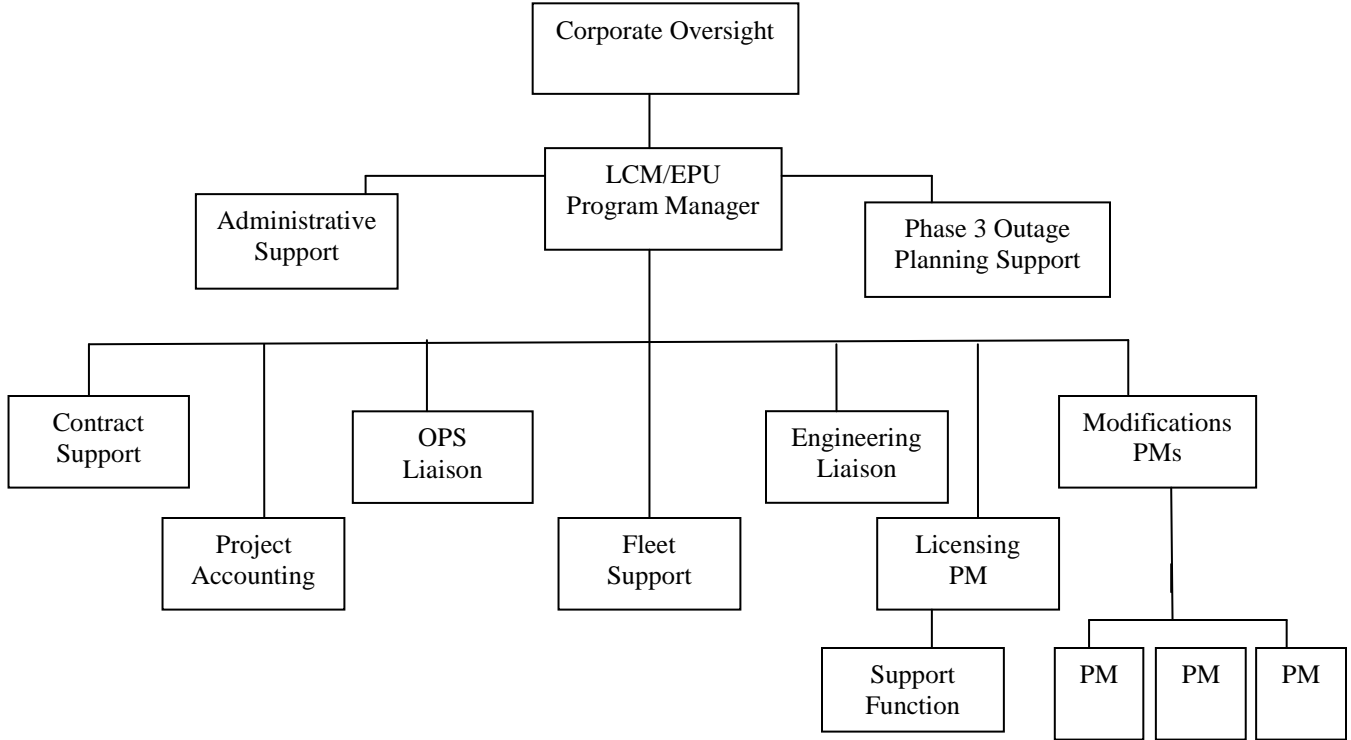 Corporate Oversight
LCM/EPU
Program Manager
Administrative
Support
Phase 3 Outage
Planning Support
Contract
Support
OPS
Liaison
Engineering
Liaison
Modifications
PMs
Project
Accounting
Fleet
Support
Licensing
PM
Support
Function
PM
PM
PM